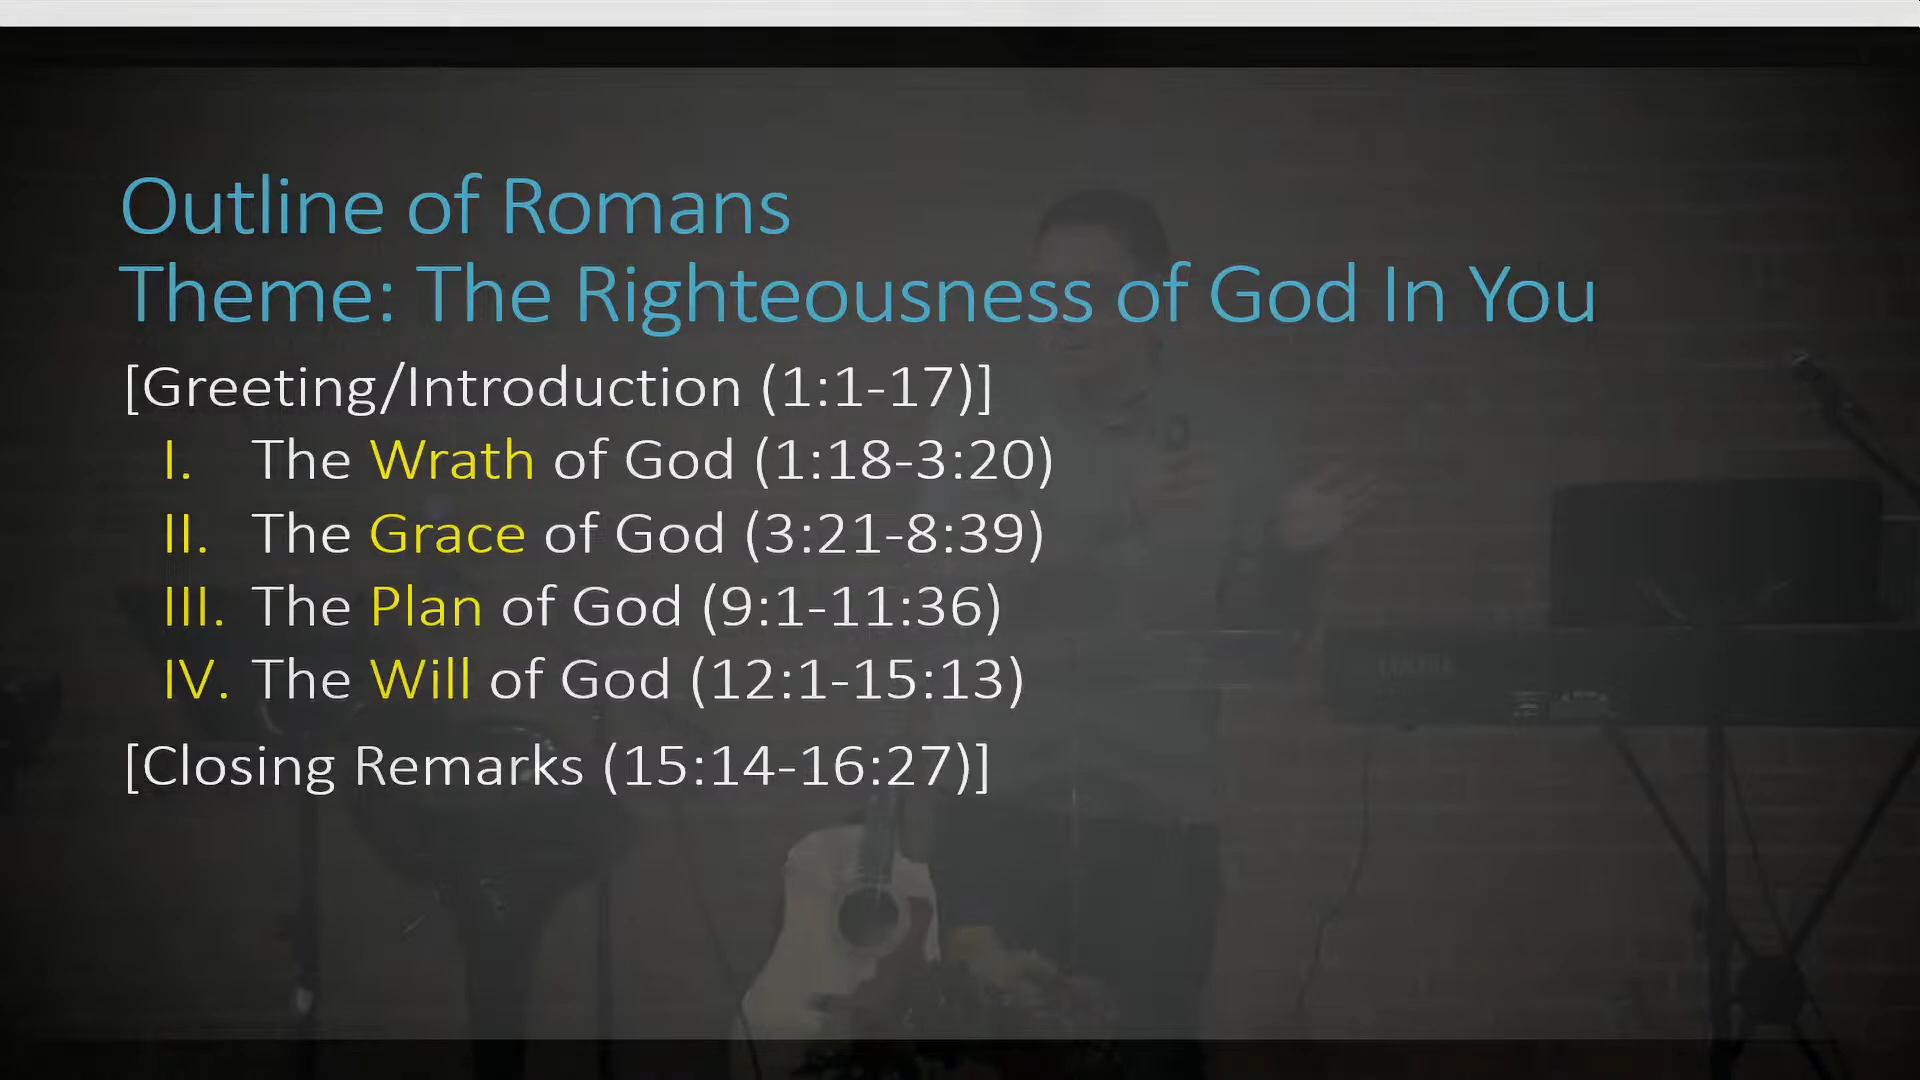 Outline of Romans
Theme: The Righteousness of God In You
[Greeting/Introduction (1:1-17)]
I. The Wrath of God (1:18-3:20)
II. The Grace of God (3:21-8:39)
III. The Plan of God (9:1-11:36)
IV. The Will of God (12:1-15:13)
[Closing Remarks (15:14-16:27)]